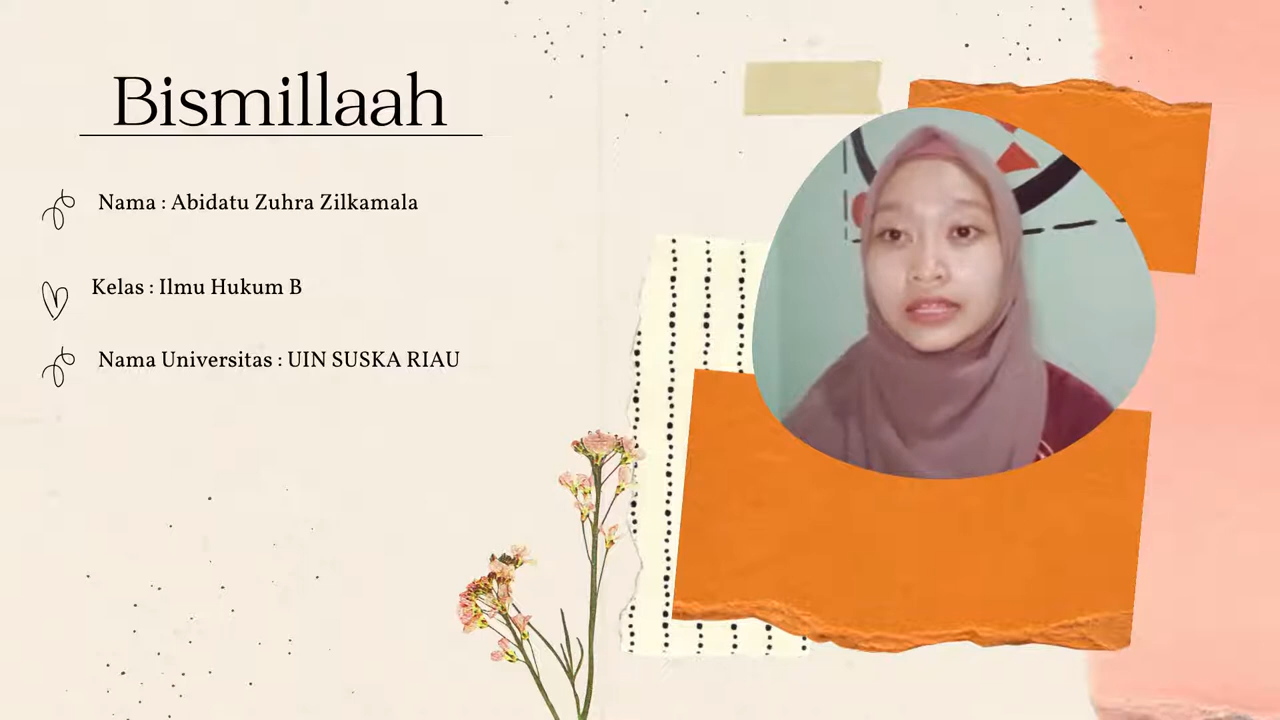 Bismillaah
Nama : Abidatu Zuhra Zilkamala
Kelas : Ilmu Hukum B
Nama Universitas : UIN SUSKA RIAU